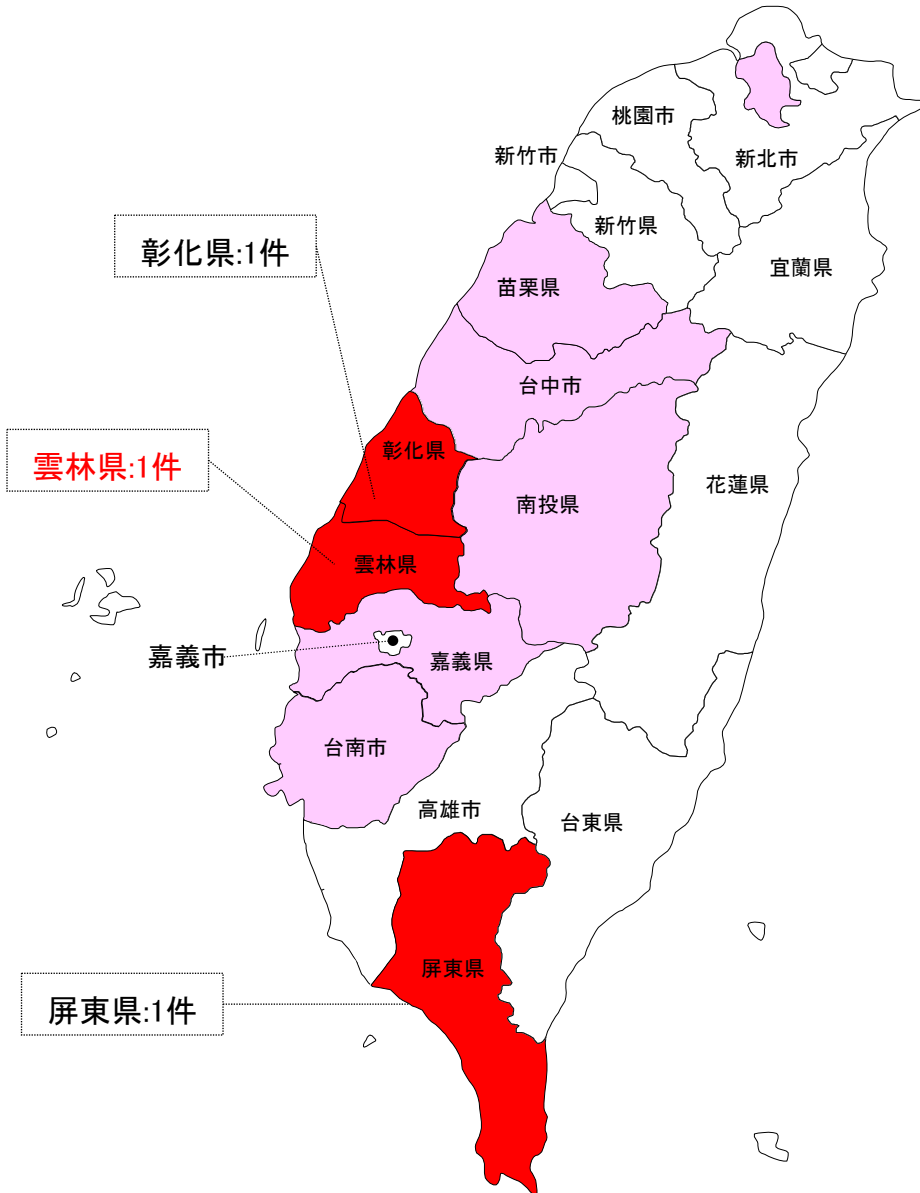 桃園市
新竹市
新北市
新竹県
彰化県:1件
宜蘭県
苗栗県
台中市
彰化県
雲林県:1件
花蓮県
南投県
雲林県
嘉義市
嘉義県
台南市
高雄市
台東県
屏東県
屏東県:1件